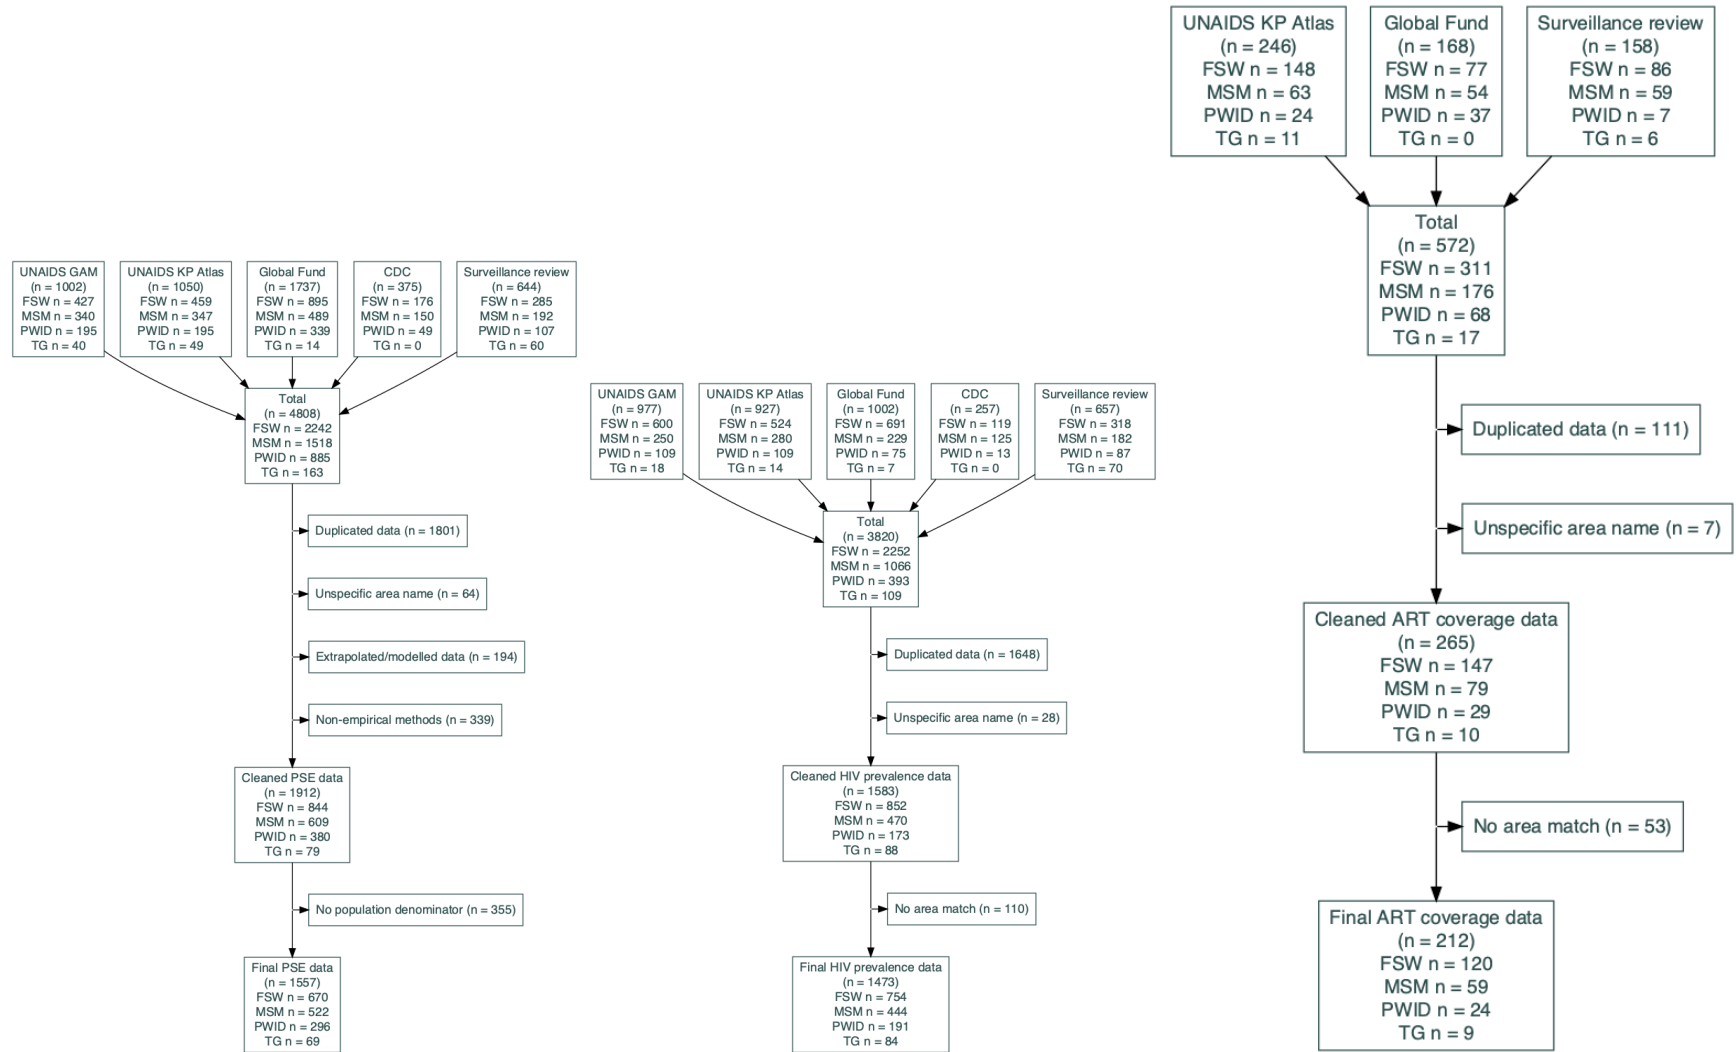 UNAIDS GAM
(n = 1002)
FSW n = 427
MSM n = 340
PWID n = 195
TG n = 40
UNAIDS KP Atlas
(n = 1050)
FSW n = 459
MSM n = 347
PWID n = 195
TG n = 49
Global Fund
(n = 1737)
FSW n = 895
MSM n = 489
PWID n = 339
TG n = 14
CDC
(n = 375)
FSW n = 176
MSM n = 150
PWID n = 49
TG n = 0
Surveillance review
(n = 644)
FSW n = 285
MSM n = 192
PWID n = 107
TG n = 60
Total
(n = 4808)
FSW n = 2242
MSM n = 1518
PWID n = 885
TG n = 163
Duplicated data (n = 1801)
Unspecific area name (n = 64)
Extrapolated/modelled data (n = 194)
Non-empirical methods (n = 339)
Cleaned PSE data
(n = 1912)
FSW n = 844
MSM n = 609
PWID n = 380
TG n = 79
No population denominator (n = 355)
Final PSE data
(n = 1557)
FSW n = 670
MSM n = 522
PWID n = 296
TG n = 69
UNAIDS GAM
(n = 977)
FSW n = 600
MSM n = 250
PWID n = 109
TG n = 18
UNAIDS KP Atlas
(n = 927)
FSW n = 524
MSM n = 280
PWID n = 109
TG n = 14
Global Fund
(n = 1002)
FSW n = 691
MSM n = 229
PWID n = 75
TG n = 7
CDC
(n = 257)
FSW n = 119
MSM n = 125
PWID n = 13
TG n = 0
Surveillance review
(n = 657)
FSW n = 318
MSM n = 182
PWID n = 87
TG n = 70
Total
(n = 3820)
FSW n = 2252
MSM n = 1066
PWID n = 393
TG n = 109
Duplicated data (n = 1648)
Unspecific area name (n = 28)
Cleaned HIV prevalence data
(n = 1583)
FSW n = 852
MSM n = 470
PWID n = 173
TG n = 88
No area match (n = 110)
Final HIV prevalence data
(n = 1473)
FSW n = 754
MSM n = 444
PWID n = 191
TG n = 84
UNAIDS KP Atlas
(n = 246)
FSW n = 148
MSM n = 63
PWID n = 24
TG n = 11
Global Fund
(n = 168)
FSW n = 77
MSM n = 54
PWID n = 37
TG n = 0
Surveillance review
(n = 158)
FSW n = 86
MSM n = 59
PWID n = 7
TG n = 6
Total
(n = 572)
FSW n = 311
MSM n = 176
PWID n = 68
TG n = 17
Duplicated data (n = 111)
Unspecific area name (n = 7)
Cleaned ART coverage data
(n = 265)
FSW n = 147
MSM n = 79
PWID n = 29
TG n = 10
No area match (n = 53)
Final ART coverage data
(n = 212)
FSW n = 120
MSM n = 59
PWID n = 24
TG n = 9